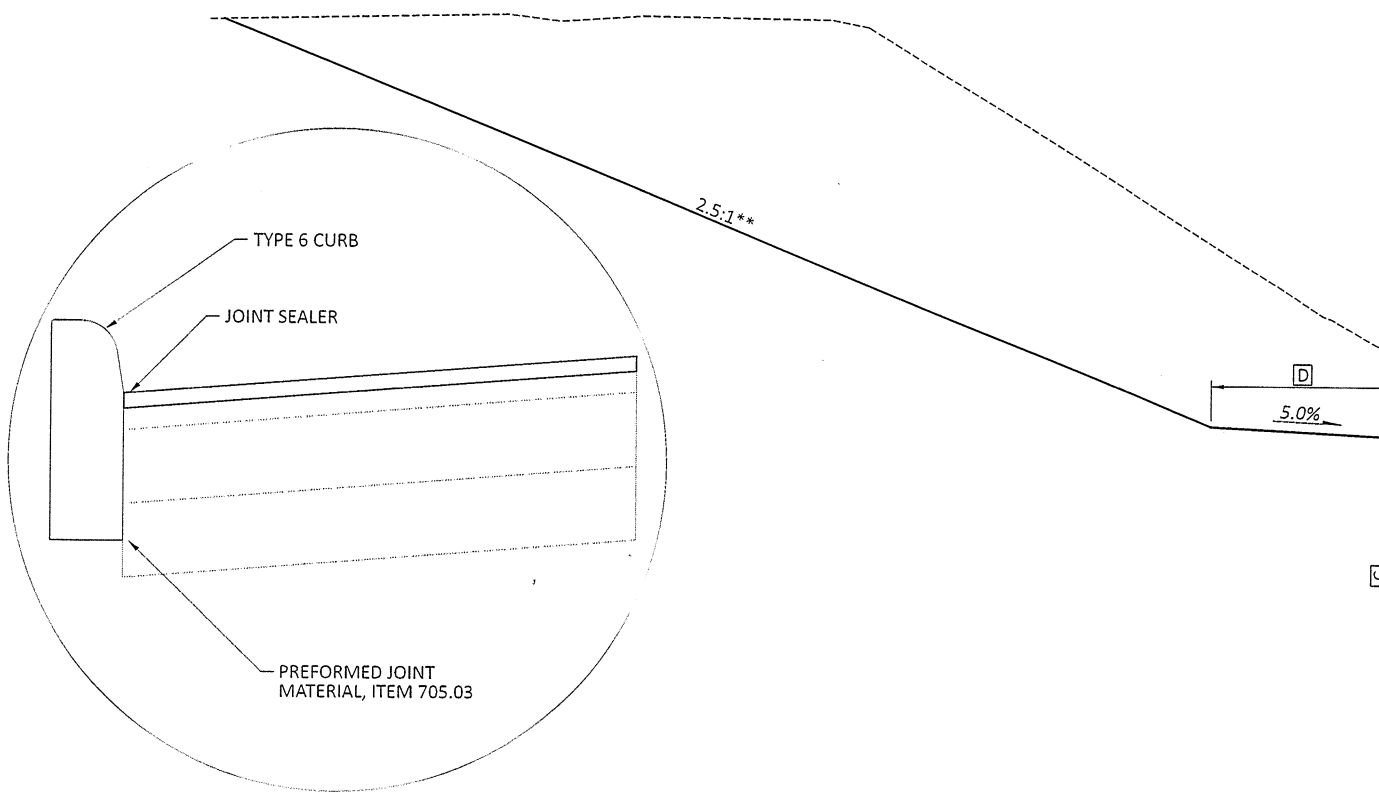 2.5:1**
TYPE 6 CURB
JOINT SEALER
D
5.0%
PREFORMED JOINT
MATERIAL, ITEM 705.03